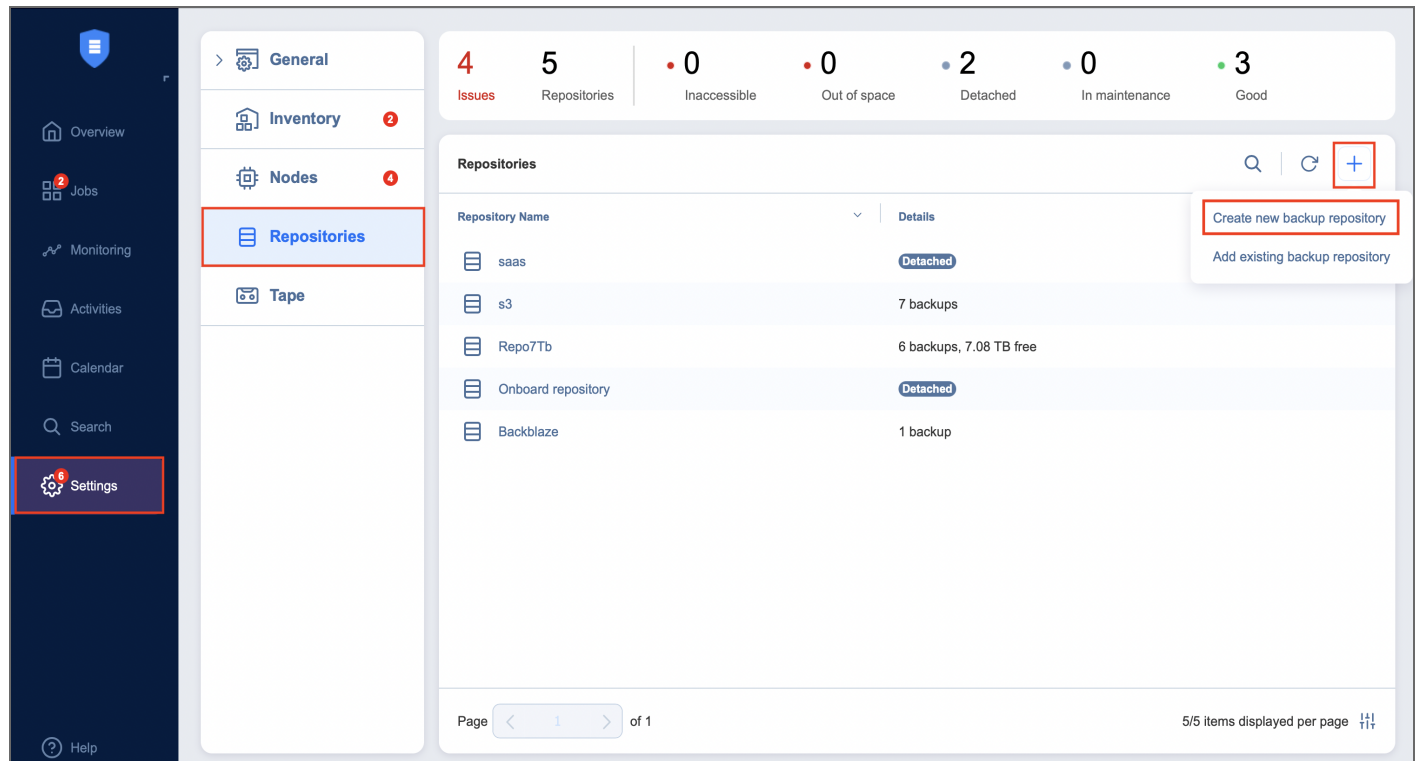 Overview
2
Jobs
Monitoring
Activities
Calendar
Search
6
Settings
Help
General
Inventory 2
Nodes 4
Repositories
Tape
4 5 0 0 2 0 3
Issues Repositories Inaccessible Out of space Detached In maintenance Good
Repositories
Create new backup repository
Add existing backup repository
Repository Name Details
saas Detached
s3 7 backups
Repo7Tb 6 backups, 7.08 TB free
Onboard repository Detached
Backblaze 1 backup
Page 1 of 1 5/5 items displayed per page